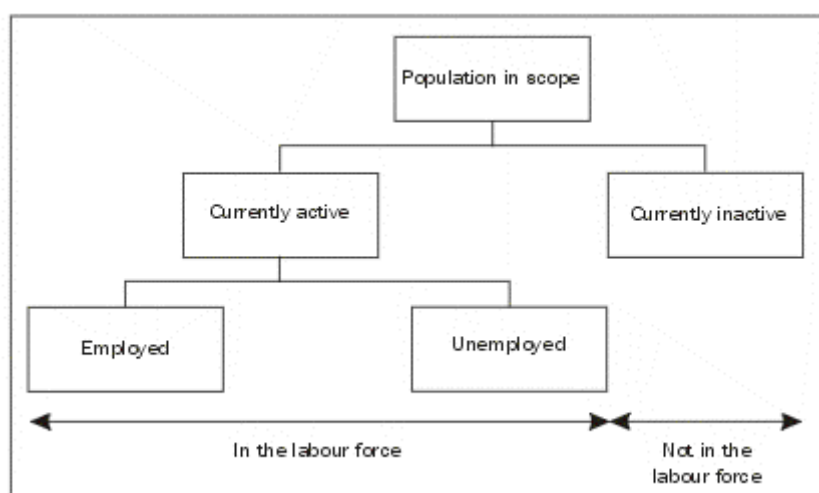 Population in scope
Currently active
Currently inactive
Employed
Unemployed
In the labour force
Not in the
labour force